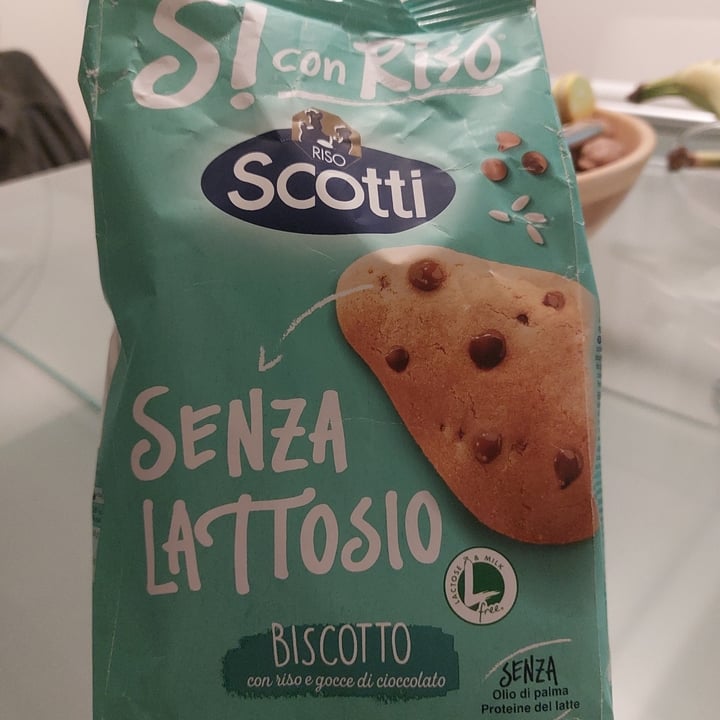 Sì con Riso
RISO
Scotti
SENZA
LATTOSIO
LACTOSE & MILK
free.
BISCOTTO
con riso e gocce di cioccolato
SENZA
Olio di palma
Proteine del latte